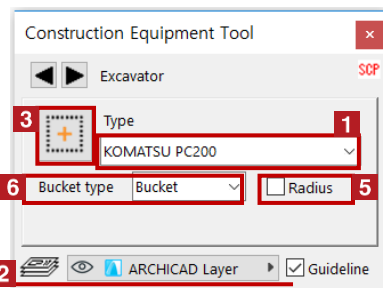 Construction Equipment Tool ×
Excavator SCP
3 Type 1
KOMATSU PC200
6 Bucket type Bucket Radius 5
2 ARCHICAD Layer Guideline